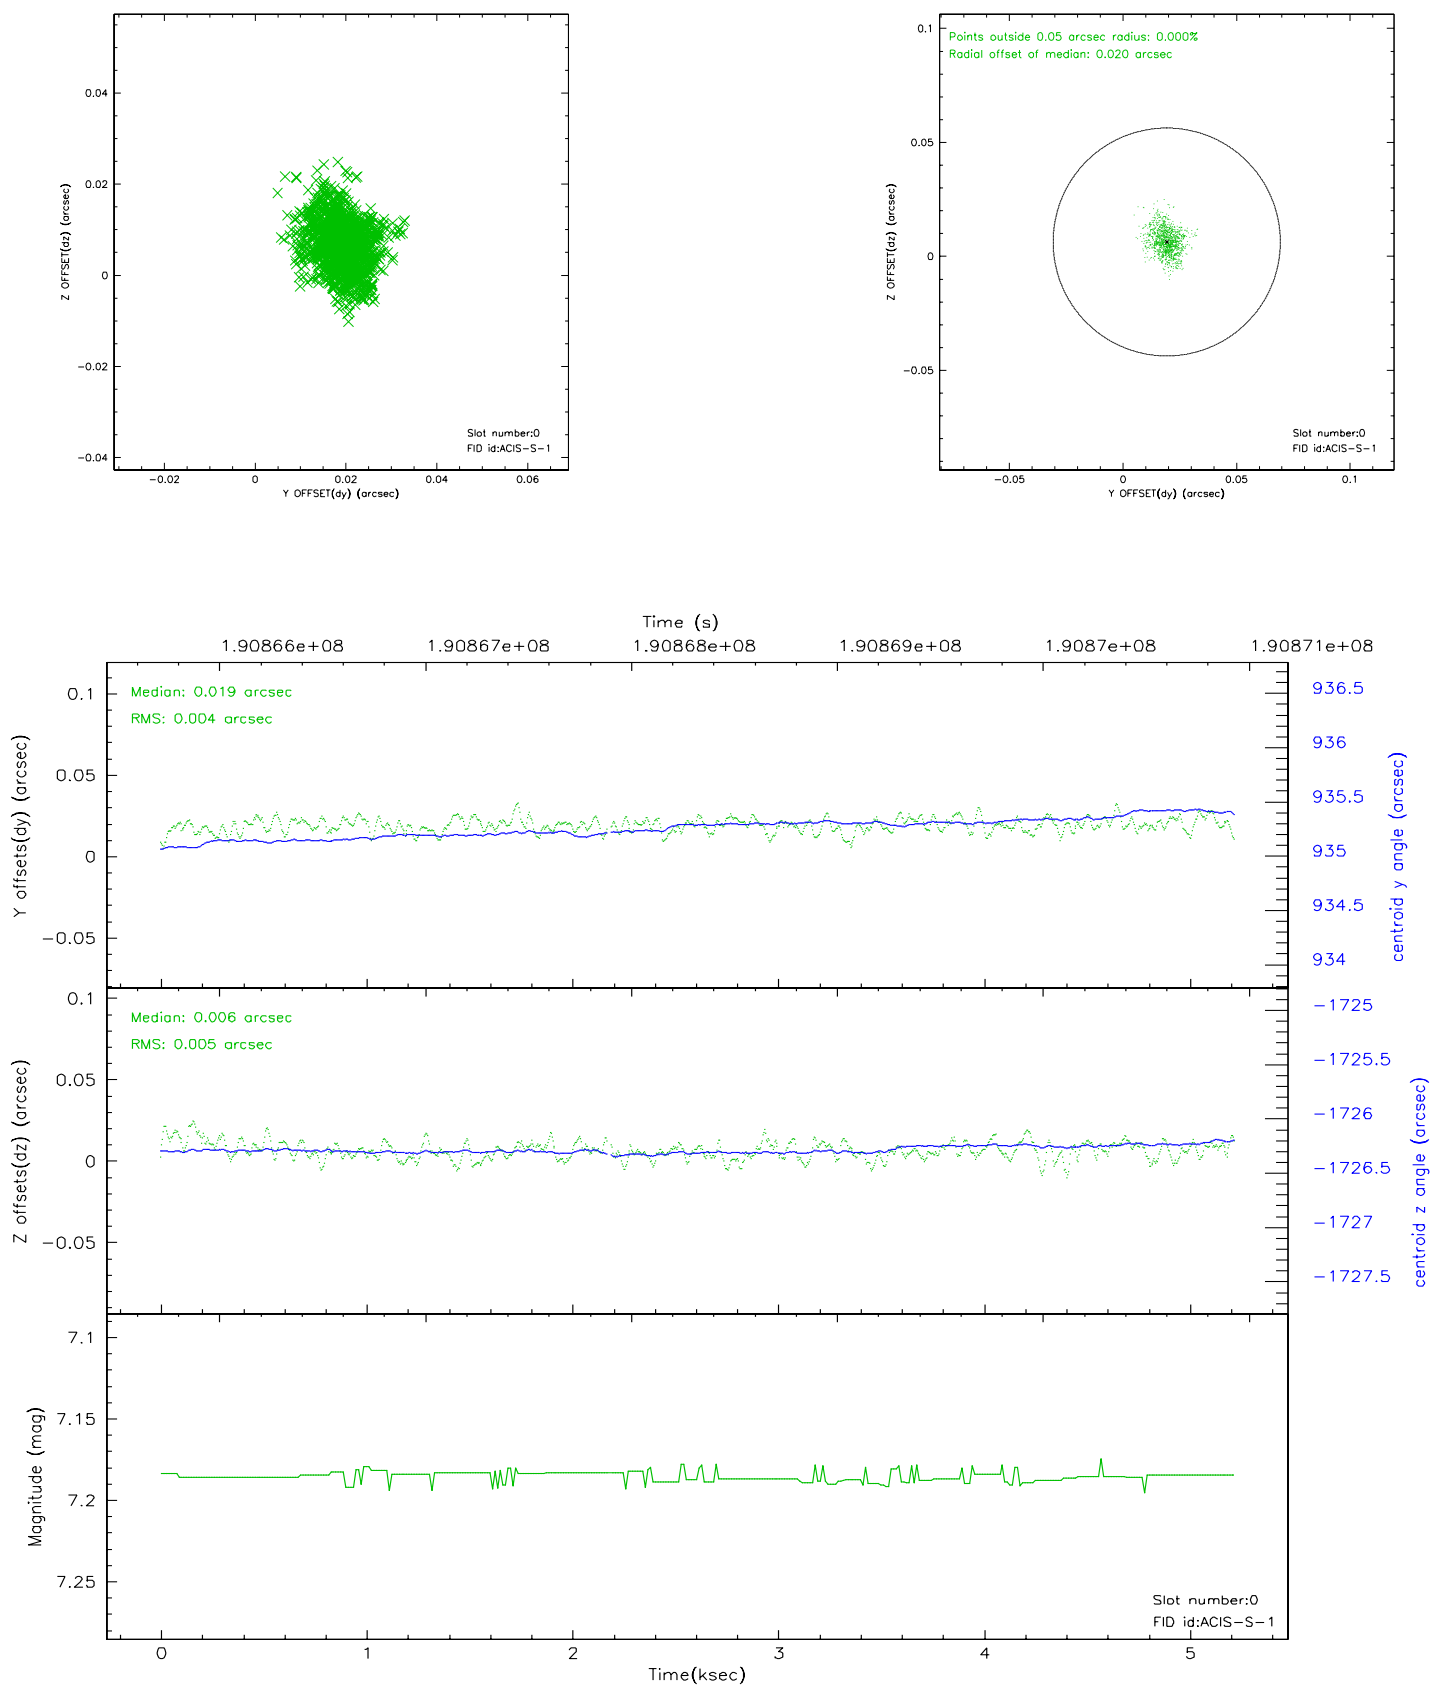 0.04
0.02
0
−0.02
−0.04
Z OFFSET(dz) (arcsec)
Slot number:0
FID id:ACIS−S−1
−0.02
0
0.02
0.04
0.06
Y OFFSET(dy) (arcsec)
0.1
0.05
0
−0.05
Z OFFSET(dz) (arcsec)
Points outside 0.05 arcsec radius: 0.000%
Radial offset of median: 0.020 arcsec
Slot number:0
FID id:ACIS−S−1
−0.05
0
0.05
0.1
Y OFFSET(dy) (arcsec)
Time (s)
1.90866e+08
1.90867e+08
1.90868e+08
1.90869e+08
1.9087e+08
1.90871e+08
Median: 0.019 arcsec
RMS: 0.004 arcsec
0.1
0.05
0
−0.05
Y offsets(dy) (arcsec)
936.5
936
935.5
935
934.5
934
centroid y angle (arcsec)
Median: 0.006 arcsec
RMS: 0.005 arcsec
0.1
0.05
0
−0.05
Z offsets(dz) (arcsec)
−1725
−1725.5
−1726
−1726.5
−1727
−1727.5
centroid z angle (arcsec)
7.1
7.15
7.2
7.25
Magnitude (mag)
Slot number:0
FID id:ACIS−S−1
0
1
2
3
4
5
Time(ksec)